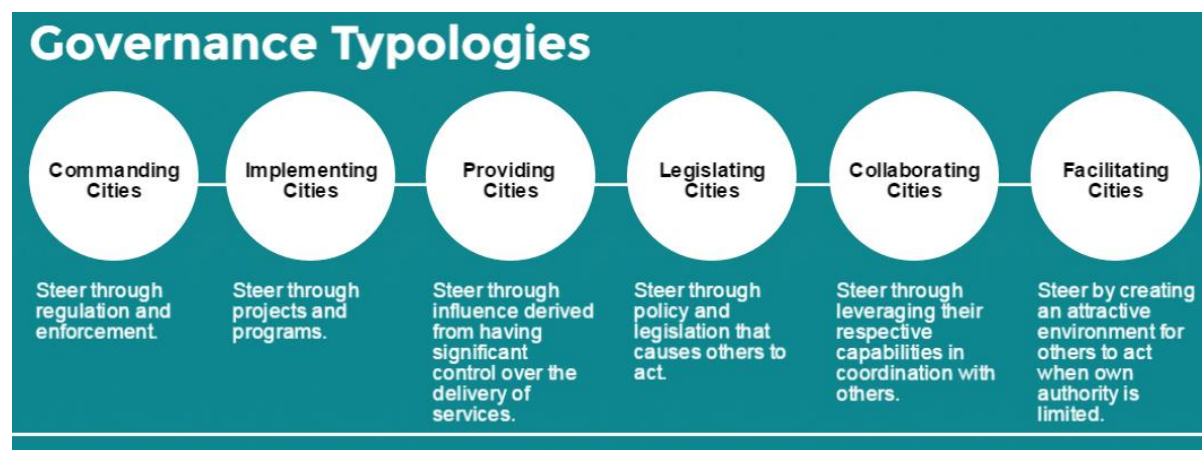 Governance Typologies
Commanding
Cities
Implementing
Cities
Providing
Cities
Legislating
Cities
Collaborating
Cities
Facilitating
Cities
Steer through
regulation and
enforcement.
Steer through
projects and
programs.
Steer through
influence derived
from having
significant
control over the
delivery of
services.
Steer through
policy and
legislation that
causes others to
act.
Steer through
leveraging their
respective
capabilities in
coordination with
others.
Steer by creating
an attractive
environment for
others to act
when own
authority is
limited.